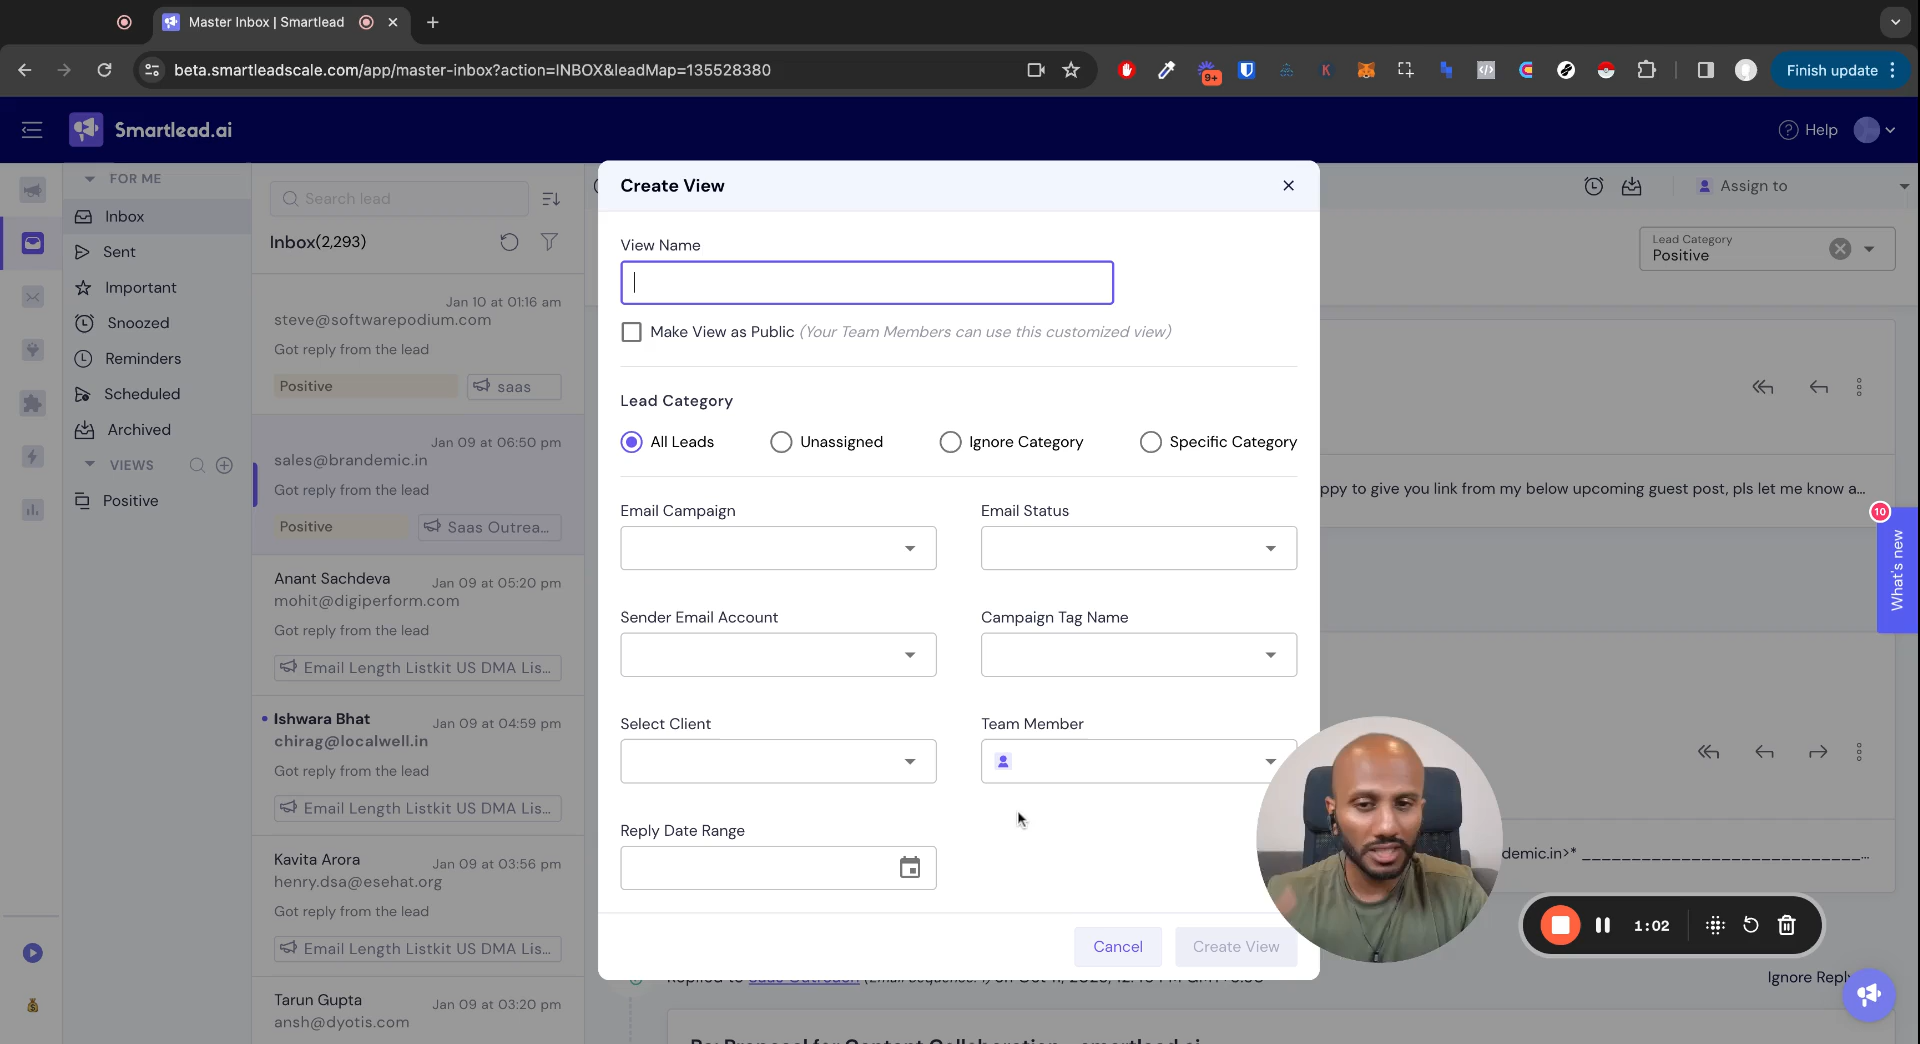 Master Inbox | Smartlead
beta.smartleadscale.com/app/master-inbox?action=INBOX&leadMap=135528380
9+
K
Finish update
Smartlead.ai
Help
FOR ME
Inbox
Sent
Important
Snoozed
Reminders
Scheduled
Archived
VIEWS
Positive
Search lead
Inbox(2,293)
Jan 10 at 01:16 am
steve@softwarepodium.com
Got reply from the lead
Positive
saas
Jan 09 at 06:50 pm
sales@brandemic.in
Got reply from the lead
Positive
Saas Outrea...
Anant Sachdeva
Jan 09 at 05:20 pm
mohit@digiperform.com
Got reply from the lead
Email Length Listkit US DMA Lis...
Ishwara Bhat
Jan 09 at 04:59 pm
chirag@localwell.in
Got reply from the lead
Email Length Listkit US DMA Lis...
Kavita Arora
Jan 09 at 03:56 pm
henry.dsa@esehat.org
Got reply from the lead
Email Length Listkit US DMA Lis...
Tarun Gupta
Jan 09 at 03:20 pm
ansh@dyotis.com
Create View
View Name
Make View as Public (Your Team Members can use this customized view)
Lead Category
All Leads
Unassigned
Ignore Category
Specific Category
Email Campaign
Email Status
Sender Email Account
Campaign Tag Name
Select Client
Team Member
Reply Date Range
Cancel
Create View
Assign to
Lead Category
Positive
ppy to give you link from my below upcoming guest post, pls let me know a...
10
What's new
demic.in>* ____________________________...
1:02
Ignore Reply